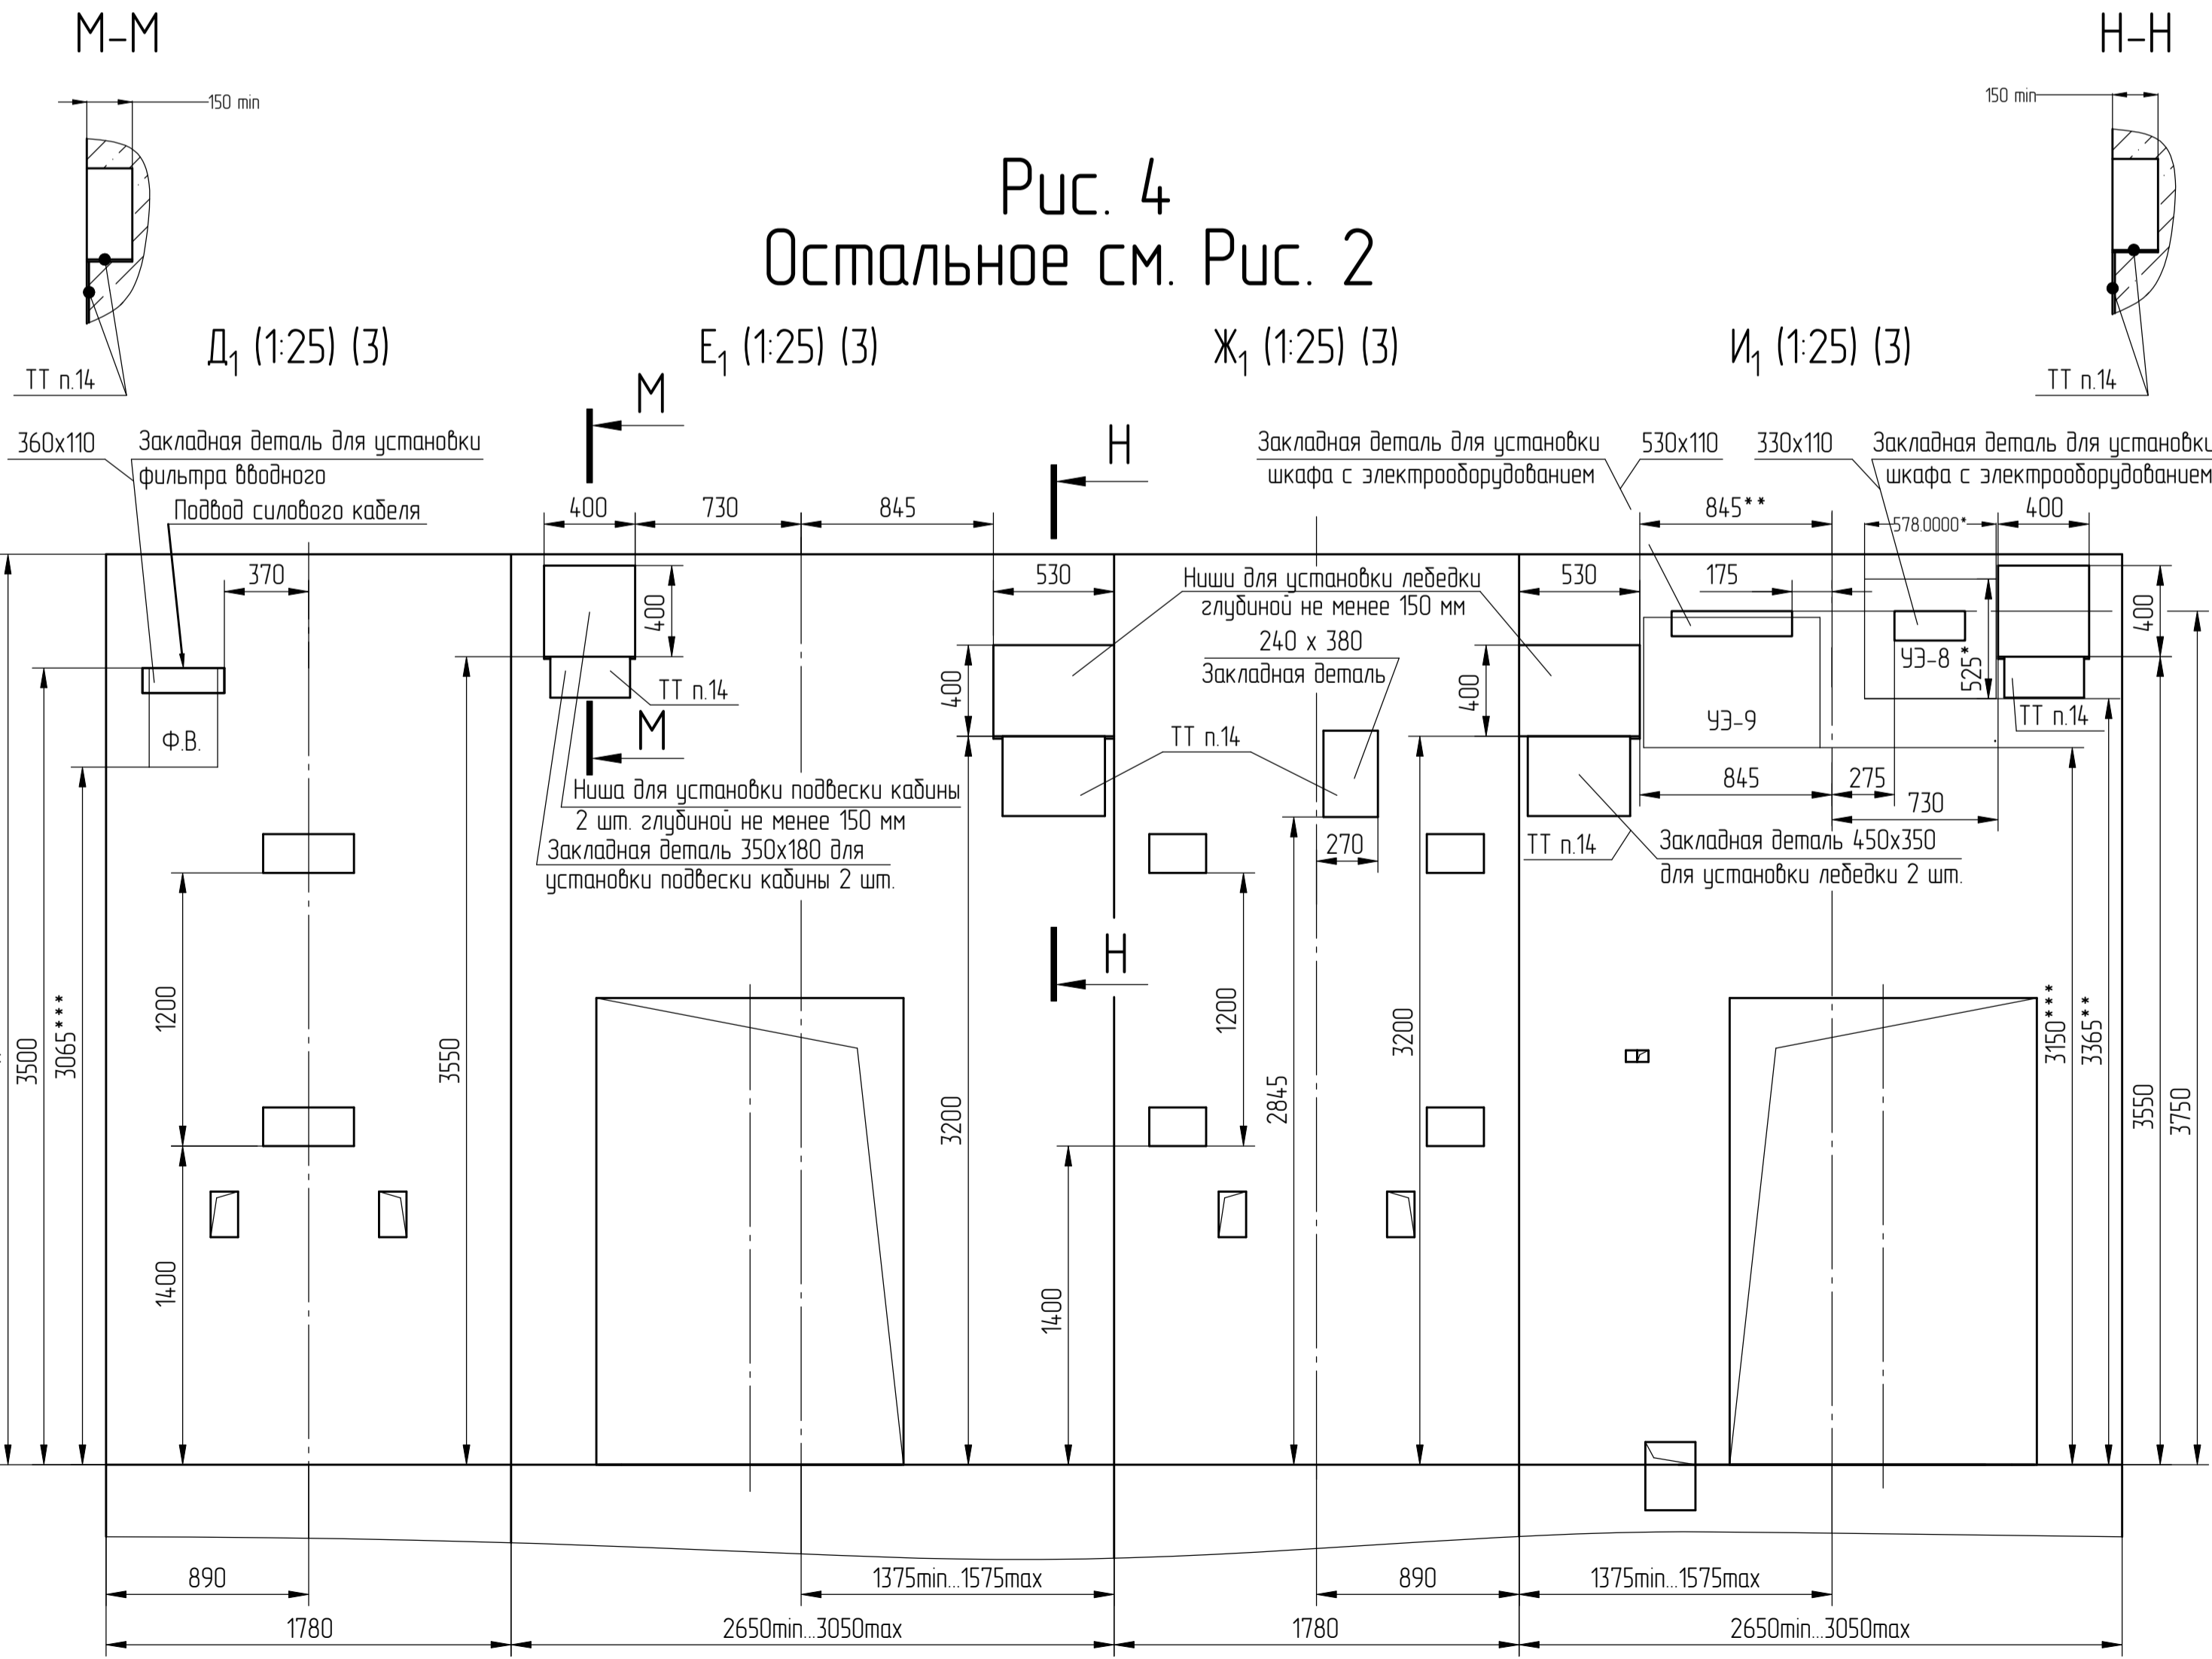 М-М
Н-Н
150 min
150 min
Рис. 4
Остальное см. Рис. 2
Д1 (1:25) (3)
Е1 (1:25) (3)
Ж1 (1:25) (3)
И1 (1:25) (3)
ТТ п.14
ТТ п.14
М
Н
360х110
Закладная деталь для установки
фильтра вводного
Подвод силового кабеля
Закладная деталь для установки
шкафа с электрооборудованием
530х110
330х110
Закладная деталь для установки
шкафа с электрооборудованием
400
730
845
845**
578.0000*
400
370
400
530
Ниши для установки лебедки
глубиной не менее 150 мм
530
175
400
240 х 380
Закладная деталь
ТТ п.14
400
400
УЭ-8
525*
Ф.В.
М
ТТ п.14
УЭ-9
ТТ п.14
Ниша для установки подвески кабины
2 шт. глубиной не менее 150 мм
Закладная деталь 350х180 для
установки подвески кабины 2 шт.
845
275
730
270
ТТ п.14
Закладная деталь 450х350
для установки лебедки 2 шт.
Н
3500
3065***
1200
3550
3200
1200
2845
3200
3150***
3365**
3550
3750
1400
1400
890
1375min...1575max
890
1375min...1575max
1780
2650min...3050max
1780
2650min...3050max